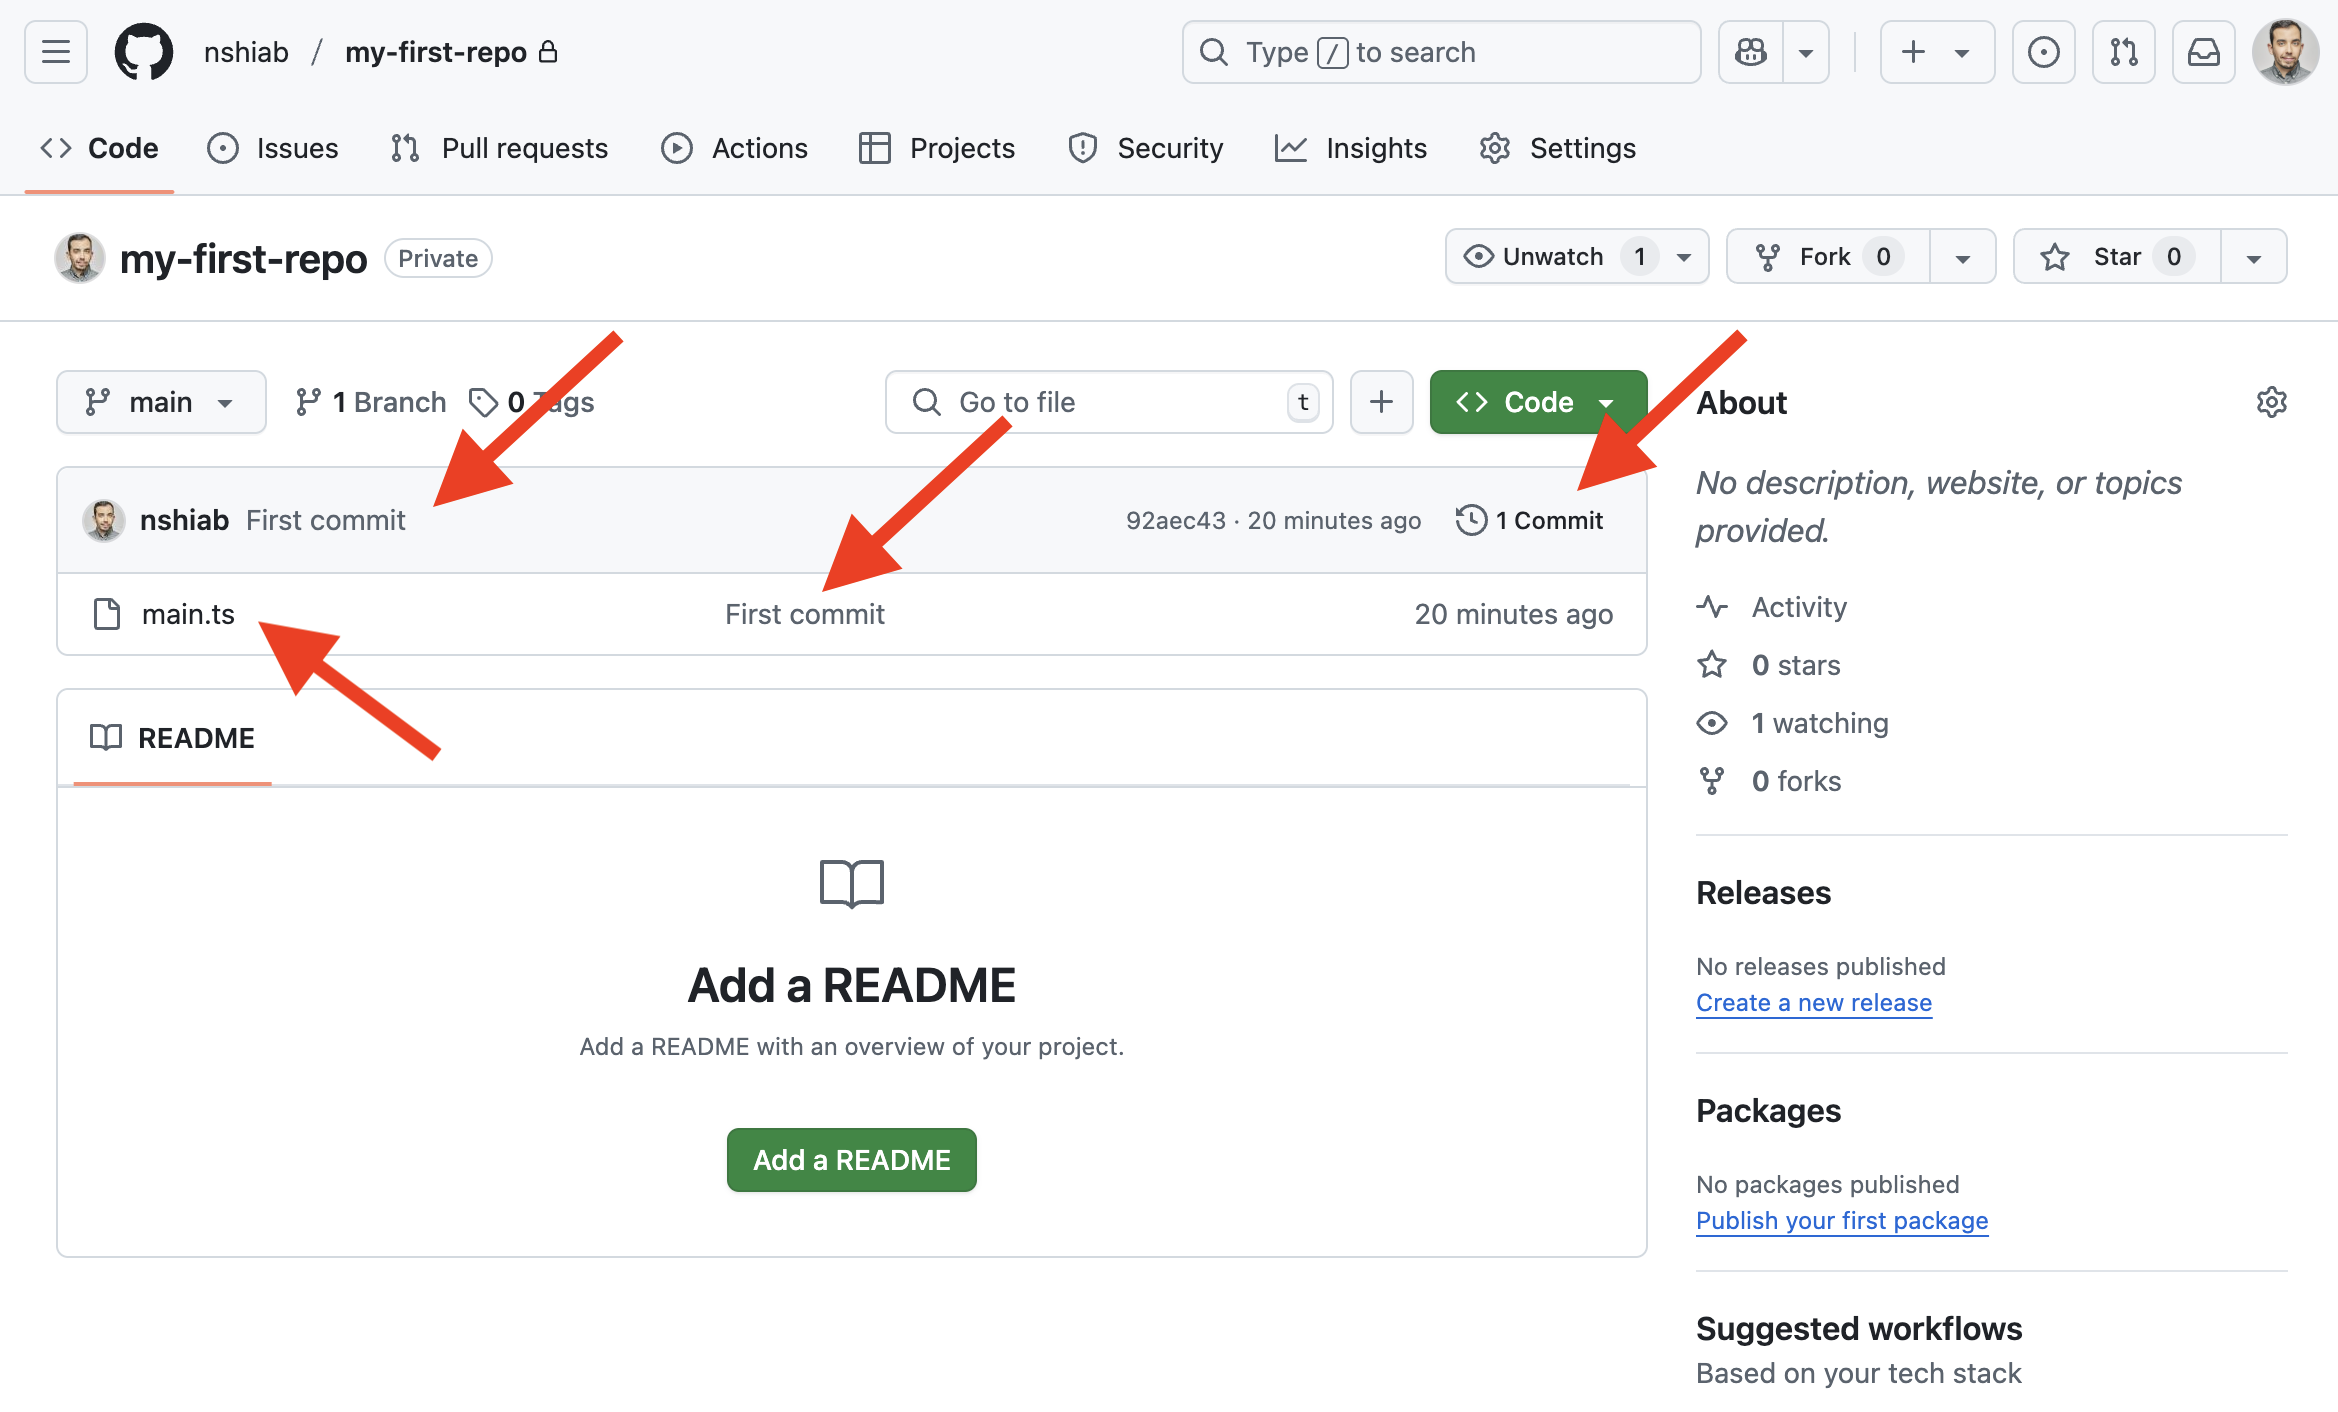 nshiab / my-first-repo
Type / to search
Code Issues Pull requests Actions Projects Security Insights Settings
my-first-repo Private
Unwatch 1 Fork 0 Star 0
main 1 Branch 0 Tags
Go to file t
Code
nshiab First commit 92aec43 · 20 minutes ago 1 Commit
main.ts First commit 20 minutes ago
README
Add a README
Add a README with an overview of your project.
Add a README
About
No description, website, or topics
provided.
Activity
0 stars
1 watching
0 forks
Releases
No releases published
Create a new release
Packages
No packages published
Publish your first package
Suggested workflows
Based on your tech stack